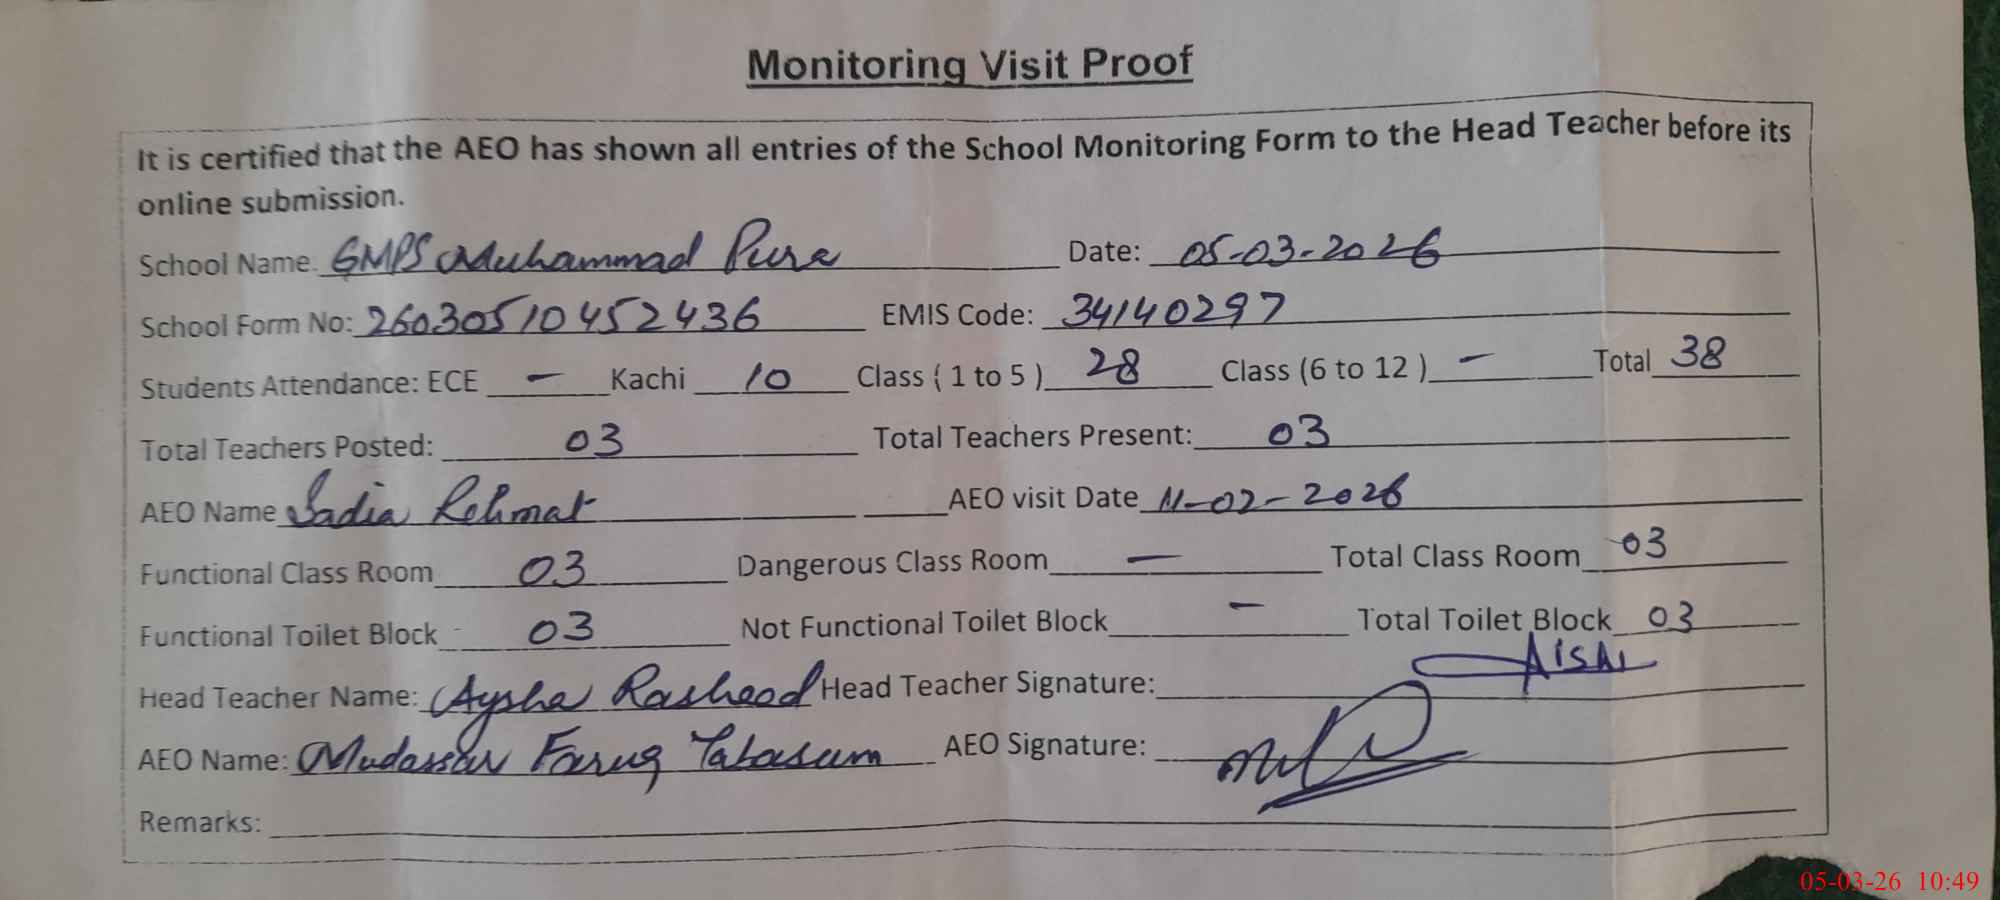 Monitoring Visit Proof
It is certified that the AEO has shown all entries of the School Monitoring Form to the Head Teacher before its
online submission.
School Name GMPS Muhammad Pura Date: 05-03-2026
School Form No: 26030510452436 EMIS Code: 34140297
Students Attendance: ECE - Kachi 10 Class ( 1 to 5 ) 28 Class (6 to 12 ) - Total 38
Total Teachers Posted: 03 Total Teachers Present: 03
AEO Name Sadia Rehmat AEO visit Date 11-02-2026
Functional Class Room 03 Dangerous Class Room - Total Class Room 03
Functional Toilet Block 03 Not Functional Toilet Block - Total Toilet Block 03
Head Teacher Name: Aysha Rasheed Head Teacher Signature:
AEO Name: Mudassar Faruq Tabasum AEO Signature:
Remarks:
05-03-26 10:49